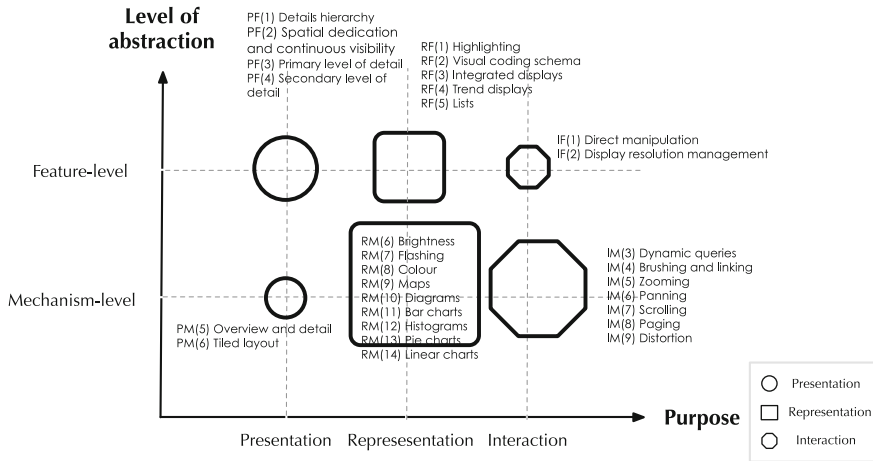 Level of
abstraction
PF(1) Details hierarchy
PF(2) Spatial dedication
and continuous visibility
PF(3) Primary level of detail
PF(4) Secondary level of
detail
RF(1) Highlighting
RF(2) Visual coding schema
RF(3) Integrated displays
RF(4) Trend displays
RF(5) Lists
IF(1) Direct manipulation
IF(2) Display resolution management
Feature-level
Mechanism-level
PM(5) Overview and detail
PM(6) Tiled layout
RM(6) Brightness
RM(7) Flashing
RM(8) Colour
RM(9) Maps
RM(10) Diagrams
RM(11) Bar charts
RM(12) Histograms
RM(13) Pie charts
RM(14) Linear charts
IM(3) Dynamic queries
IM(4) Brushing and linking
IM(5) Zooming
IM(6) Panning
IM(7) Scrolling
IM(8) Paging
IM(9) Distortion
Purpose
Presentation
Represesentation
Interaction
Presentation
Representation
Interaction